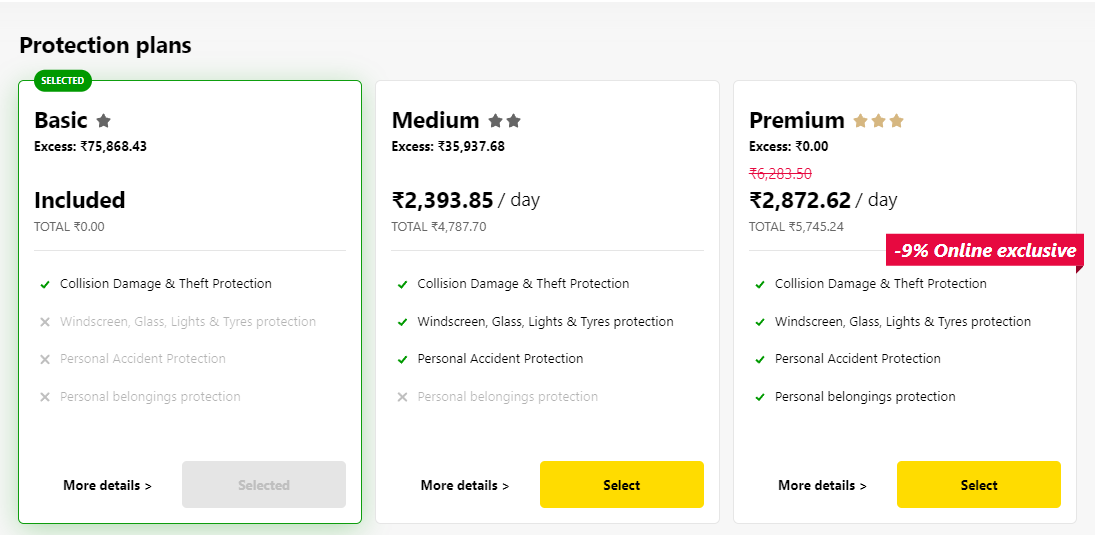 Protection plans
SELECTED
Basic
Excess: ₹75,868.43
Included
TOTAL ₹0.00
Collision Damage & Theft Protection
Windscreen, Glass, Lights & Tyres protection
Personal Accident Protection
Personal belongings protection
More details >
Selected
Medium
Excess: ₹35,937.68
₹2,393.85 / day
TOTAL ₹4,787.70
Collision Damage & Theft Protection
Windscreen, Glass, Lights & Tyres protection
Personal Accident Protection
Personal belongings protection
More details >
Select
Premium
Excess: ₹0.00
₹6,283.50
₹2,872.62 / day
TOTAL ₹5,745.24
-9% Online exclusive
Collision Damage & Theft Protection
Windscreen, Glass, Lights & Tyres protection
Personal Accident Protection
Personal belongings protection
More details >
Select